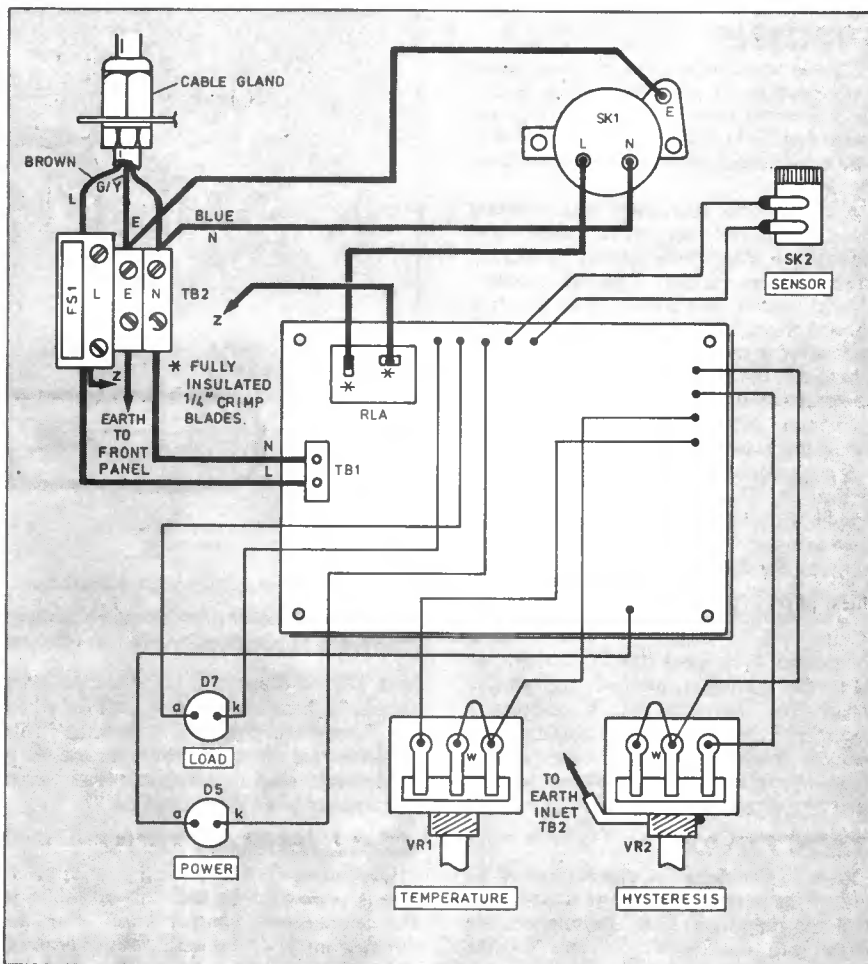 CABLE GLAND
BROWN
G/Y
L
E
BLUE
N
SK1
E
L
N
SK2
SENSOR
FS1
L
E
N
TB2
Z
Z
* FULLY
INSULATED
1/4" CRIMP
BLADES.
*
*
RLA
EARTH
TO
FRONT
PANEL
N
L
TB1
D7
a
k
LOAD
D5
a
k
POWER
W
VR1
TEMPERATURE
TO
EARTH
INLET
TB2
W
VR2
HYSTERESIS